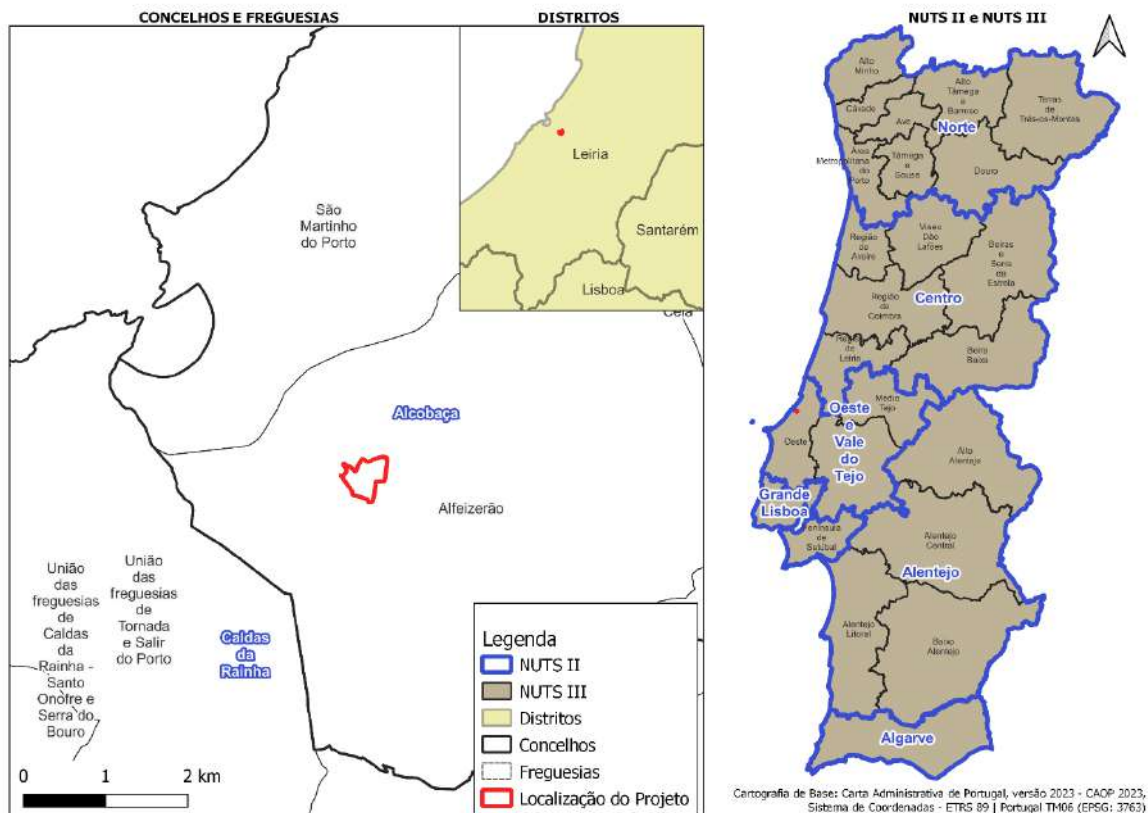 CONCELHOS E FREGUESIAS
DISTRITOS
São
Martinho
do Porto
Leiria
Santarém
Lisboa
Cela
Alcobaça
Alfeizerão
União
das
freguesias
de
Caldas
da
Rainha -
Santo
Onofre e
Serra do
Bouro
União
das
freguesias
de
Tornada
e Salir
do Porto
Caldas
da
Rainha
0 1 2 km
Legenda
NUTS II
NUTS III
Distritos
Concelhos
Freguesias
Localização do Projeto
NUTS II e NUTS III
Alto
Minho
Cávado
Ave
Alto
Tâmega
e
Barroso
Terras
de
Trás-os-Montes
Norte
Área
Metropolitana
do
Porto
Tâmega
e
Sousa
Douro
Região
de
Aveiro
Viseu
Dão
Lafões
Beiras
e
Serra
da
Estrela
Centro
Região
de
Coimbra
Região
de
Leiria
Beira
Baixa
Médio
Tejo
Oeste
Oeste
e
Vale
do
Tejo
Alto
Alentejo
Grande
Lisboa
Península
de
Setúbal
Alentejo
Central
Alentejo
Alentejo
Litoral
Baixo
Alentejo
Algarve
Cartografia de Base: Carta Administrativa de Portugal, versão 2023 - CAOP 2023,
Sistema de Coordenadas - ETRS 89 | Portugal TM06 (EPSG: 3763)